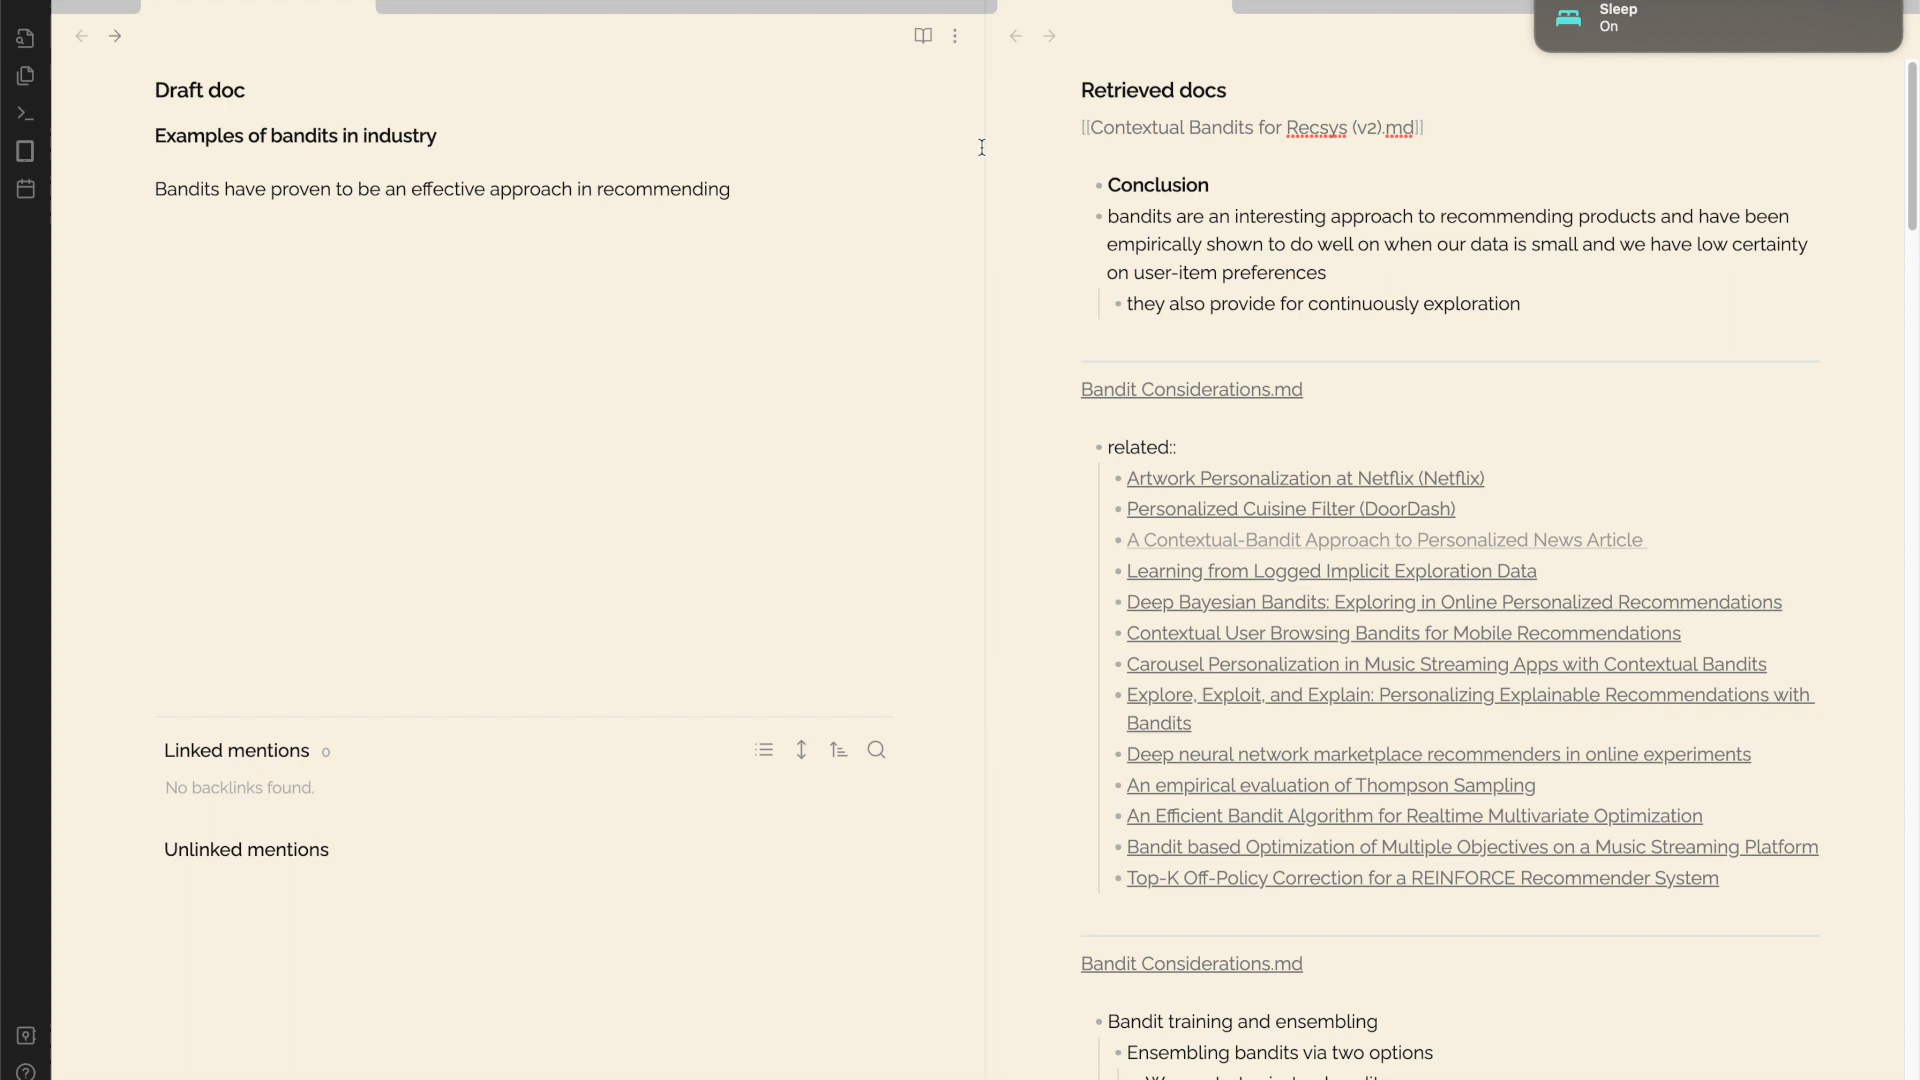 Sleep
On
Draft doc
Examples of bandits in industry
Bandits have proven to be an effective approach in recommending
Linked mentions 0
No backlinks found.
Unlinked mentions
Retrieved docs
[[Contextual Bandits for Recsys (v2).md]]
Conclusion
bandits are an interesting approach to recommending products and have been
empirically shown to do well on when our data is small and we have low certainty
on user-item preferences
they also provide for continuously exploration
Bandit Considerations.md
related::
Artwork Personalization at Netflix (Netflix)
Personalized Cuisine Filter (DoorDash)
A Contextual-Bandit Approach to Personalized News Article
Learning from Logged Implicit Exploration Data
Deep Bayesian Bandits: Exploring in Online Personalized Recommendations
Contextual User Browsing Bandits for Mobile Recommendations
Carousel Personalization in Music Streaming Apps with Contextual Bandits
Explore, Exploit, and Explain: Personalizing Explainable Recommendations with
Bandits
Deep neural network marketplace recommenders in online experiments
An empirical evaluation of Thompson Sampling
An Efficient Bandit Algorithm for Realtime Multivariate Optimization
Bandit based Optimization of Multiple Objectives on a Music Streaming Platform
Top-K Off-Policy Correction for a REINFORCE Recommender System
Bandit Considerations.md
Bandit training and ensembling
Ensembling bandits via two options